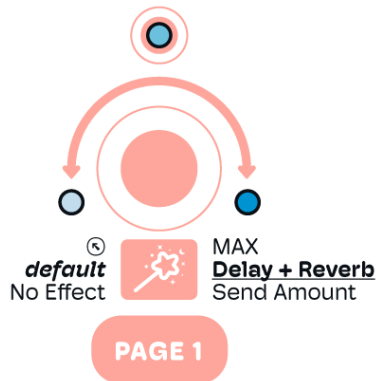 default
No Effect
MAX
Delay + Reverb
Send Amount
PAGE 1